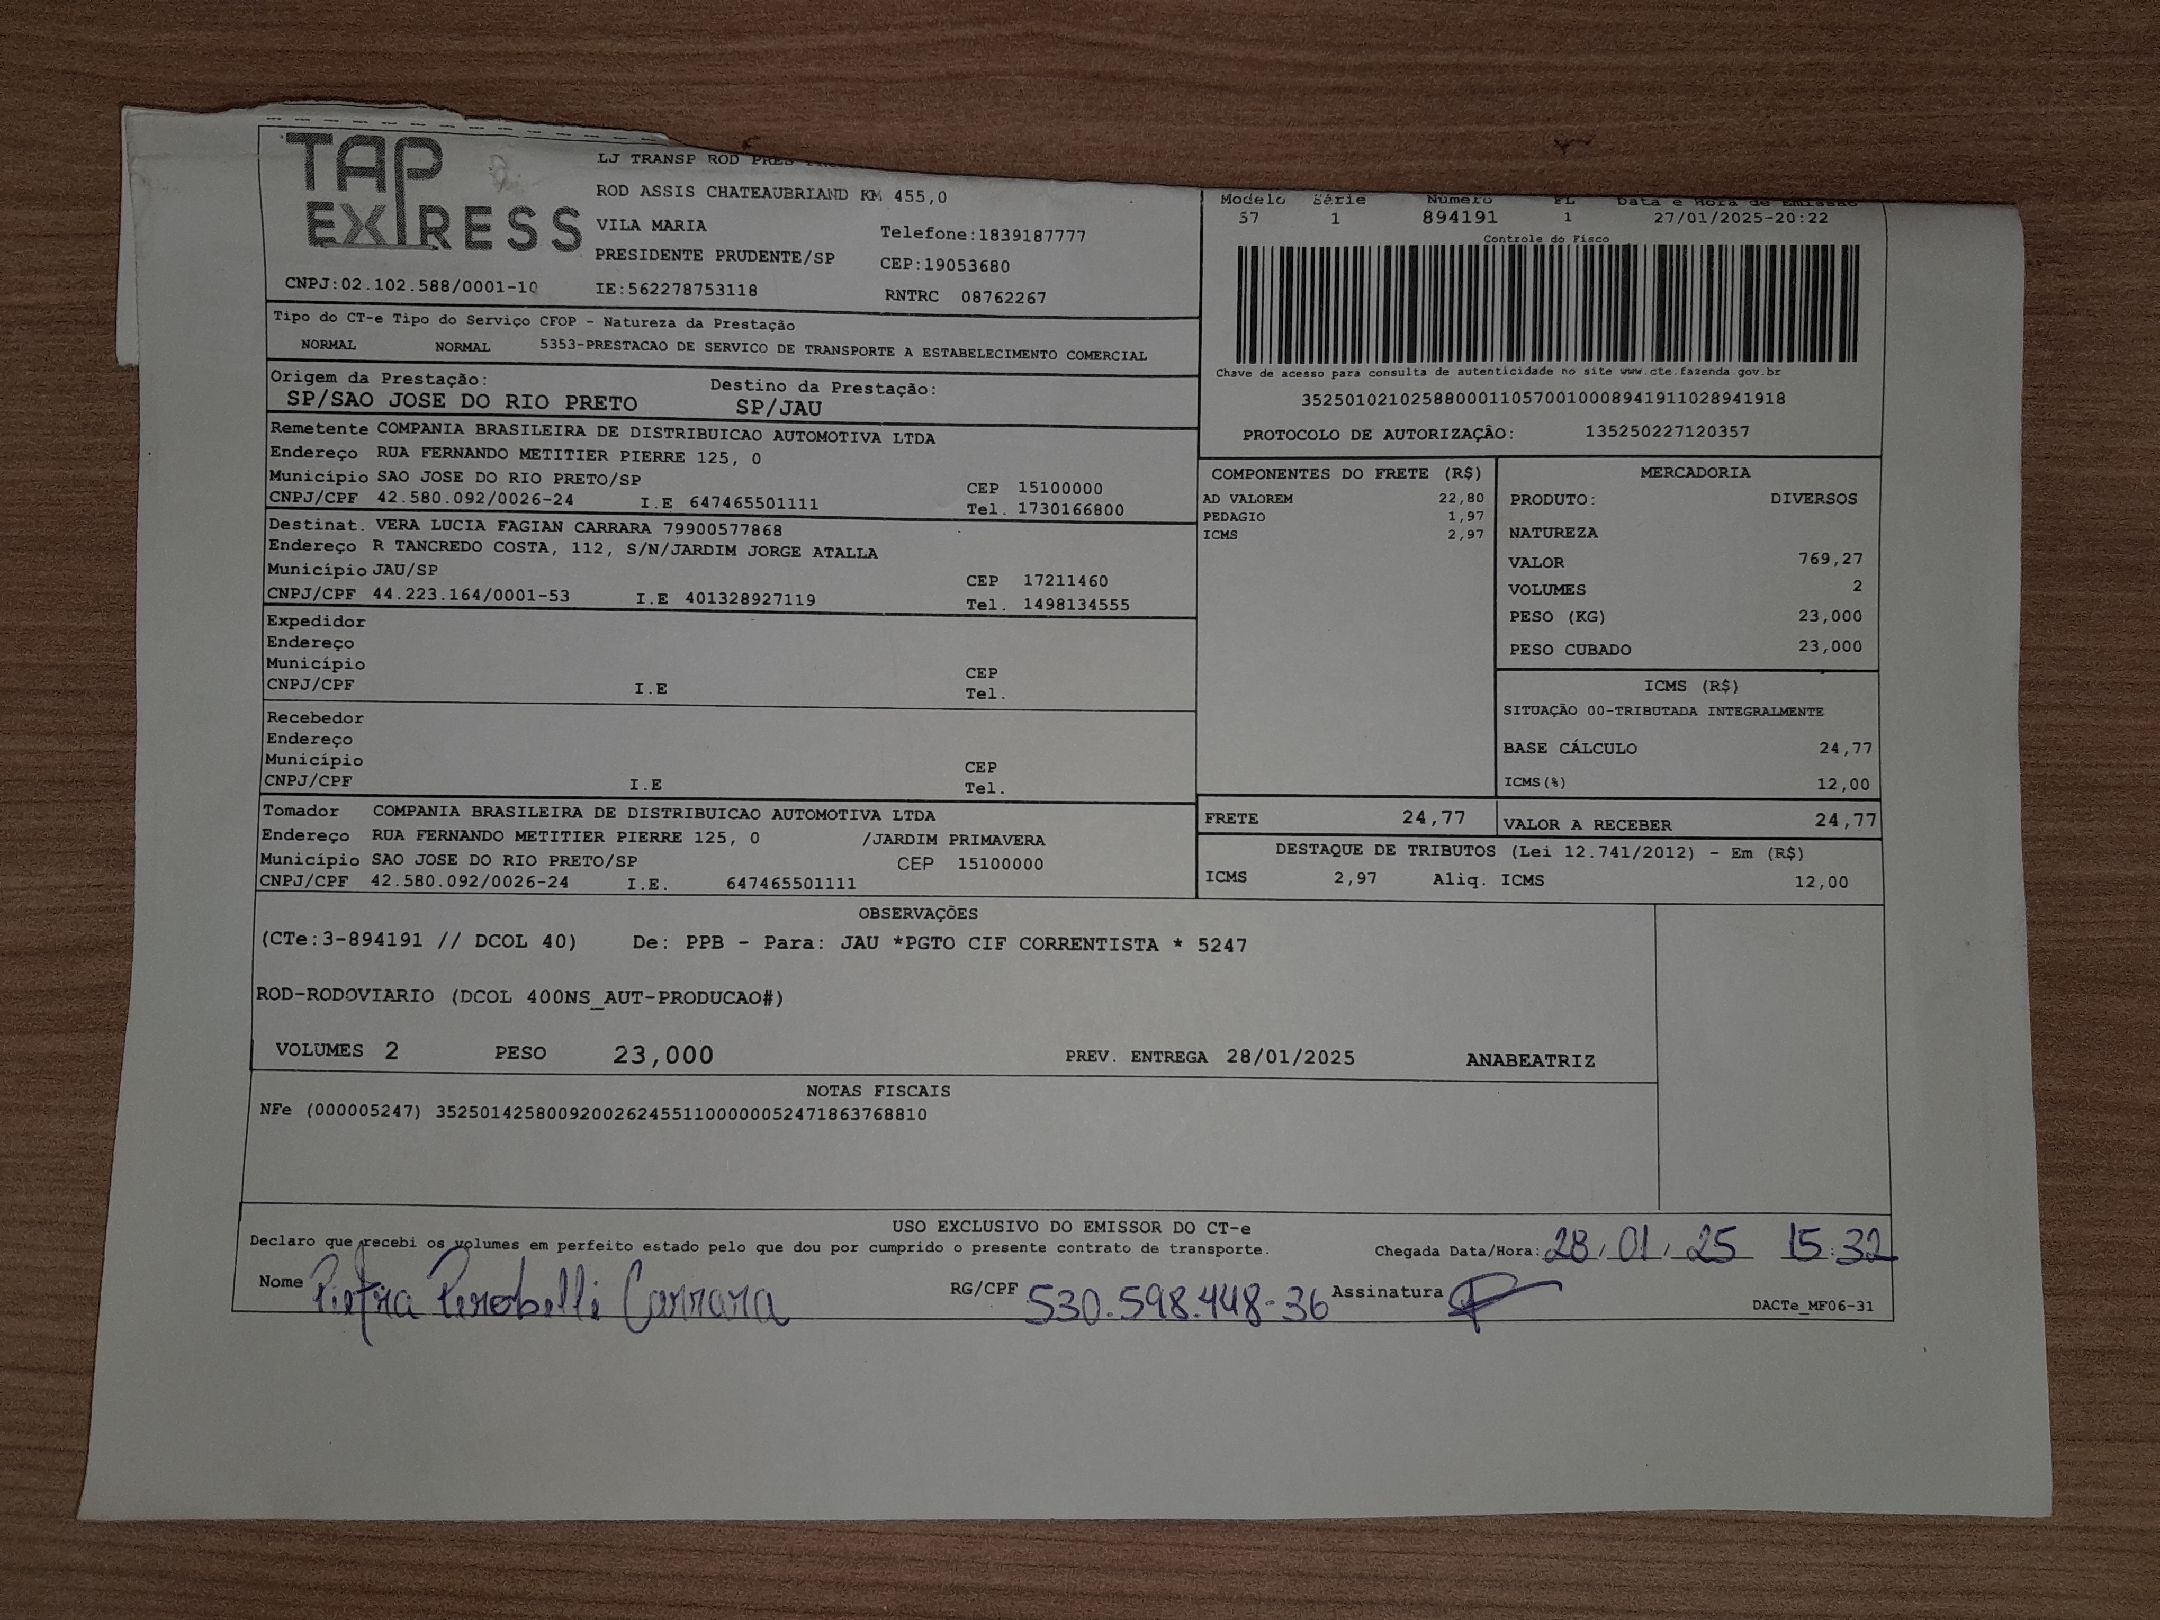 TAP
EXPRESS
LJ TRANSP ROD PRES
ROD ASSIS CHATEAUBRIAND KM 455,0
VILA MARIA
Telefone:1839187777
PRESIDENTE PRUDENTE/SP
CEP:19053680
CNPJ:02.102.588/0001-10
IE:562278753118
RNTRC 08762267
Modelo Série Número FL Data e Hora de Emissão
57 1 894191 1 27/01/2025-20:22
Controle do Fisco
Chave de acesso para consulta de autenticidade no site www.cte.fazenda.gov.br
35250102102588000110570010008941911028941918
PROTOCOLO DE AUTORIZAÇÃO: 135250227120357
Tipo do CT-e Tipo do Serviço CFOP - Natureza da Prestação
NORMAL NORMAL 5353-PRESTACAO DE SERVICO DE TRANSPORTE A ESTABELECIMENTO COMERCIAL
Origem da Prestação: Destino da Prestação:
SP/SAO JOSE DO RIO PRETO SP/JAU
Remetente COMPANIA BRASILEIRA DE DISTRIBUICAO AUTOMOTIVA LTDA
Endereço RUA FERNANDO METITIER PIERRE 125, 0
Município SAO JOSE DO RIO PRETO/SP CEP 15100000
CNPJ/CPF 42.580.092/0026-24 I.E 647465501111 Tel. 1730166800
Destinat. VERA LUCIA FAGIAN CARRARA 79900577868
Endereço R TANCREDO COSTA, 112, S/N/JARDIM JORGE ATALLA
Município JAU/SP CEP 17211460
CNPJ/CPF 44.223.164/0001-53 I.E 401328927119 Tel. 1498134555
Expedidor
Endereço
Município CEP
CNPJ/CPF I.E Tel.
Recebedor
Endereço
Município CEP
CNPJ/CPF I.E Tel.
Tomador COMPANIA BRASILEIRA DE DISTRIBUICAO AUTOMOTIVA LTDA
Endereço RUA FERNANDO METITIER PIERRE 125, 0 /JARDIM PRIMAVERA
Município SAO JOSE DO RIO PRETO/SP CEP 15100000
CNPJ/CPF 42.580.092/0026-24 I.E. 647465501111
COMPONENTES DO FRETE (R$)
AD VALOREM 22,80
PEDAGIO 1,97
ICMS 2,97
MERCADORIA
PRODUTO: DIVERSOS
NATUREZA
VALOR 769,27
VOLUMES 2
PESO (KG) 23,000
PESO CUBADO 23,000
ICMS (R$)
SITUAÇÃO 00-TRIBUTADA INTEGRALMENTE
BASE CÁLCULO 24,77
ICMS(%) 12,00
FRETE 24,77 VALOR A RECEBER 24,77
DESTAQUE DE TRIBUTOS (Lei 12.741/2012) - Em (R$)
ICMS 2,97 Aliq. ICMS 12,00
OBSERVAÇÕES
(CTe:3-894191 // DCOL 40) De: PPB - Para: JAU *PGTO CIF CORRENTISTA * 5247
ROD-RODOVIARIO (DCOL 400NS_AUT-PRODUCAO#)
VOLUMES 2 PESO 23,000 PREV. ENTREGA 28/01/2025 ANABEATRIZ
NOTAS FISCAIS
NFe (000005247) 35250142580092002624551100000052471863768810
USO EXCLUSIVO DO EMISSOR DO CT-e
Declaro que recebi os volumes em perfeito estado pelo que dou por cumprido o presente contrato de transporte. Chegada Data/Hora: 28/01/25 15:32
Nome Pietra Perobelli Carrara RG/CPF 530.598.448-36 Assinatura
DACTe_MF06-31